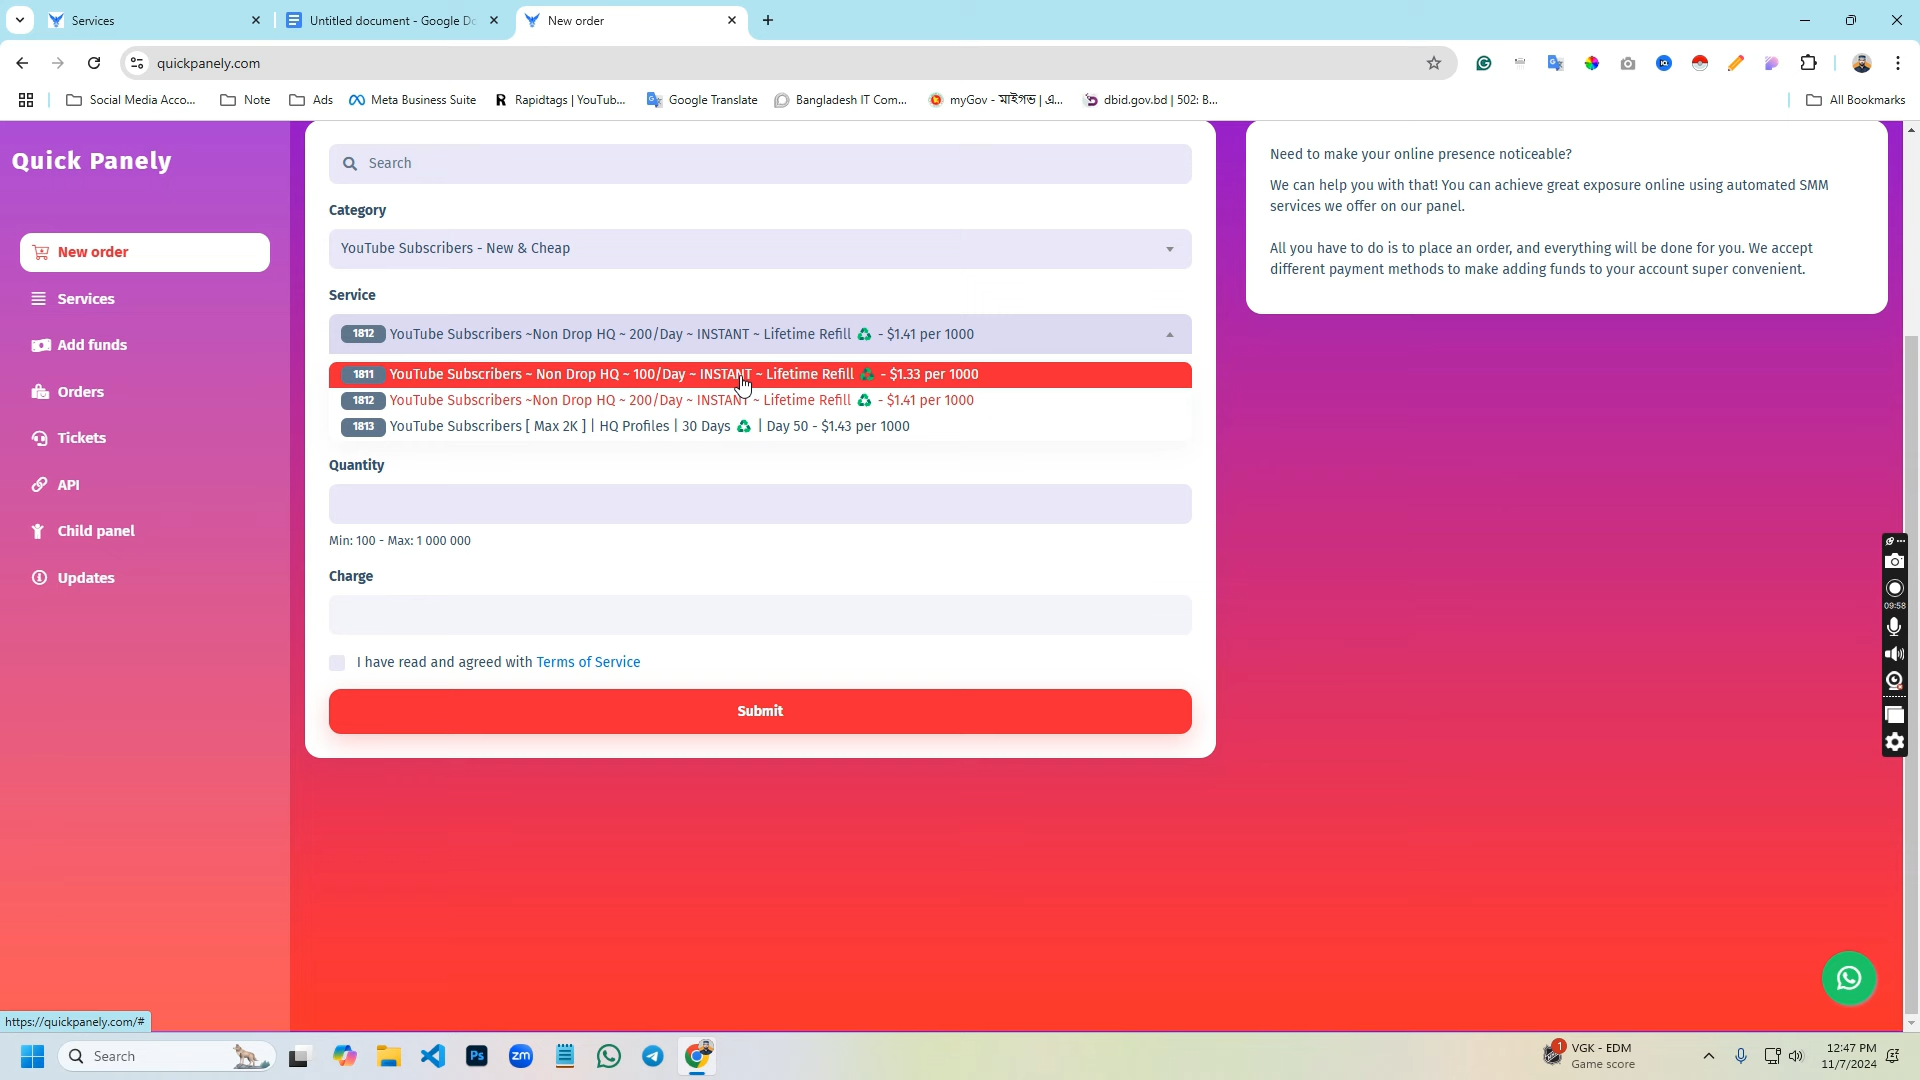 Services
Untitled document - Google Do
New order
quickpanely.com
Social Media Acco...
Note
Ads
Meta Business Suite
Rapidtags | YouTub...
Google Translate
Bangladesh IT Com...
myGov - মাইগভ | এ...
dbid.gov.bd | 502: B...
All Bookmarks
Quick Panely
New order
Services
Add funds
Orders
Tickets
API
Child panel
Updates
Search
Category
YouTube Subscribers - New & Cheap
Service
1812 YouTube Subscribers ~Non Drop HQ ~ 200/Day ~ INSTANT ~ Lifetime Refill ♻️ - $1.41 per 1000
1811 YouTube Subscribers ~ Non Drop HQ ~ 100/Day ~ INSTANT ~ Lifetime Refill ♻️ - $1.33 per 1000
1812 YouTube Subscribers ~Non Drop HQ ~ 200/Day ~ INSTANT ~ Lifetime Refill ♻️ - $1.41 per 1000
1813 YouTube Subscribers [ Max 2K ] | HQ Profiles | 30 Days ♻️ | Day 50 - $1.43 per 1000
Quantity
Min: 100 - Max: 1 000 000
Charge
I have read and agreed with Terms of Service
Submit
Need to make your online presence noticeable?
We can help you with that! You can achieve great exposure online using automated SMM
services we offer on our panel.
All you have to do is to place an order, and everything will be done for you. We accept
different payment methods to make adding funds to your account super convenient.
09:58
https://quickpanely.com/#
Search
Ps
zm
1
VGK - EDM
Game score
12:47 PM
11/7/2024